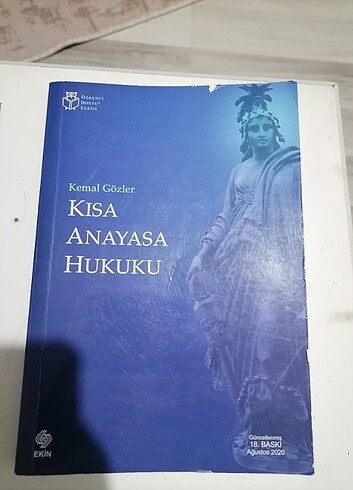 ÖĞRENCİ
DOSTU
SERİSİ
Kemal Gözler
KISA
ANAYASA
HUKUKU
EKİN
Güncellenmiş
18. BASKI
Ağustos 2020